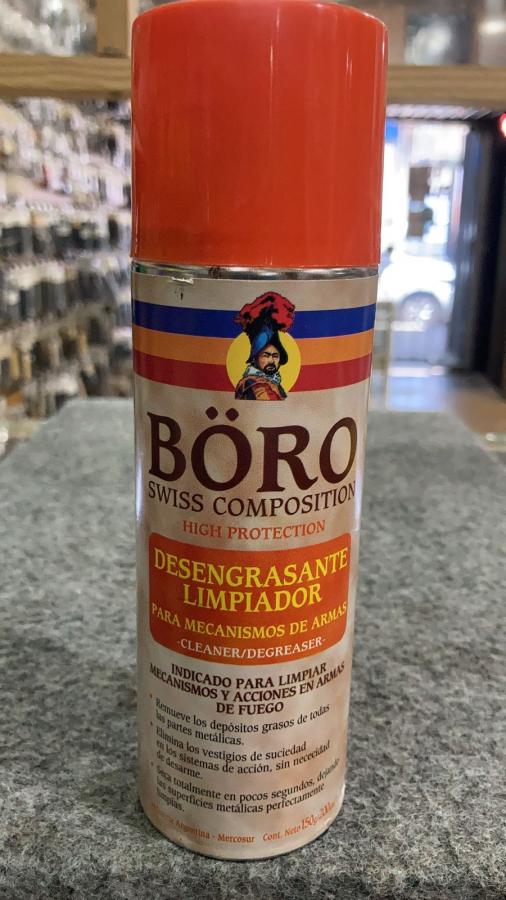 BÖRO
SWISS COMPOSITION
HIGH PROTECTION
DESENGRASANTE
LIMPIADOR
PARA MECANISMOS DE ARMAS
-CLEANER/DEGREASER-
INDICADO PARA LIMPIAR
MECANISMOS Y ACCIONES EN ARMAS
DE FUEGO
• Remueve los depósitos grasos de todas
las partes metálicas.
• Elimina los vestigios de suciedad
en los sistemas de acción, sin nececidad
de desarme.
• Seca totalmente en pocos segundos, dejando
las superficies metálicas perfectamente
limpias.
Argentina - Mercosur Cont. Neto 150g/200ml